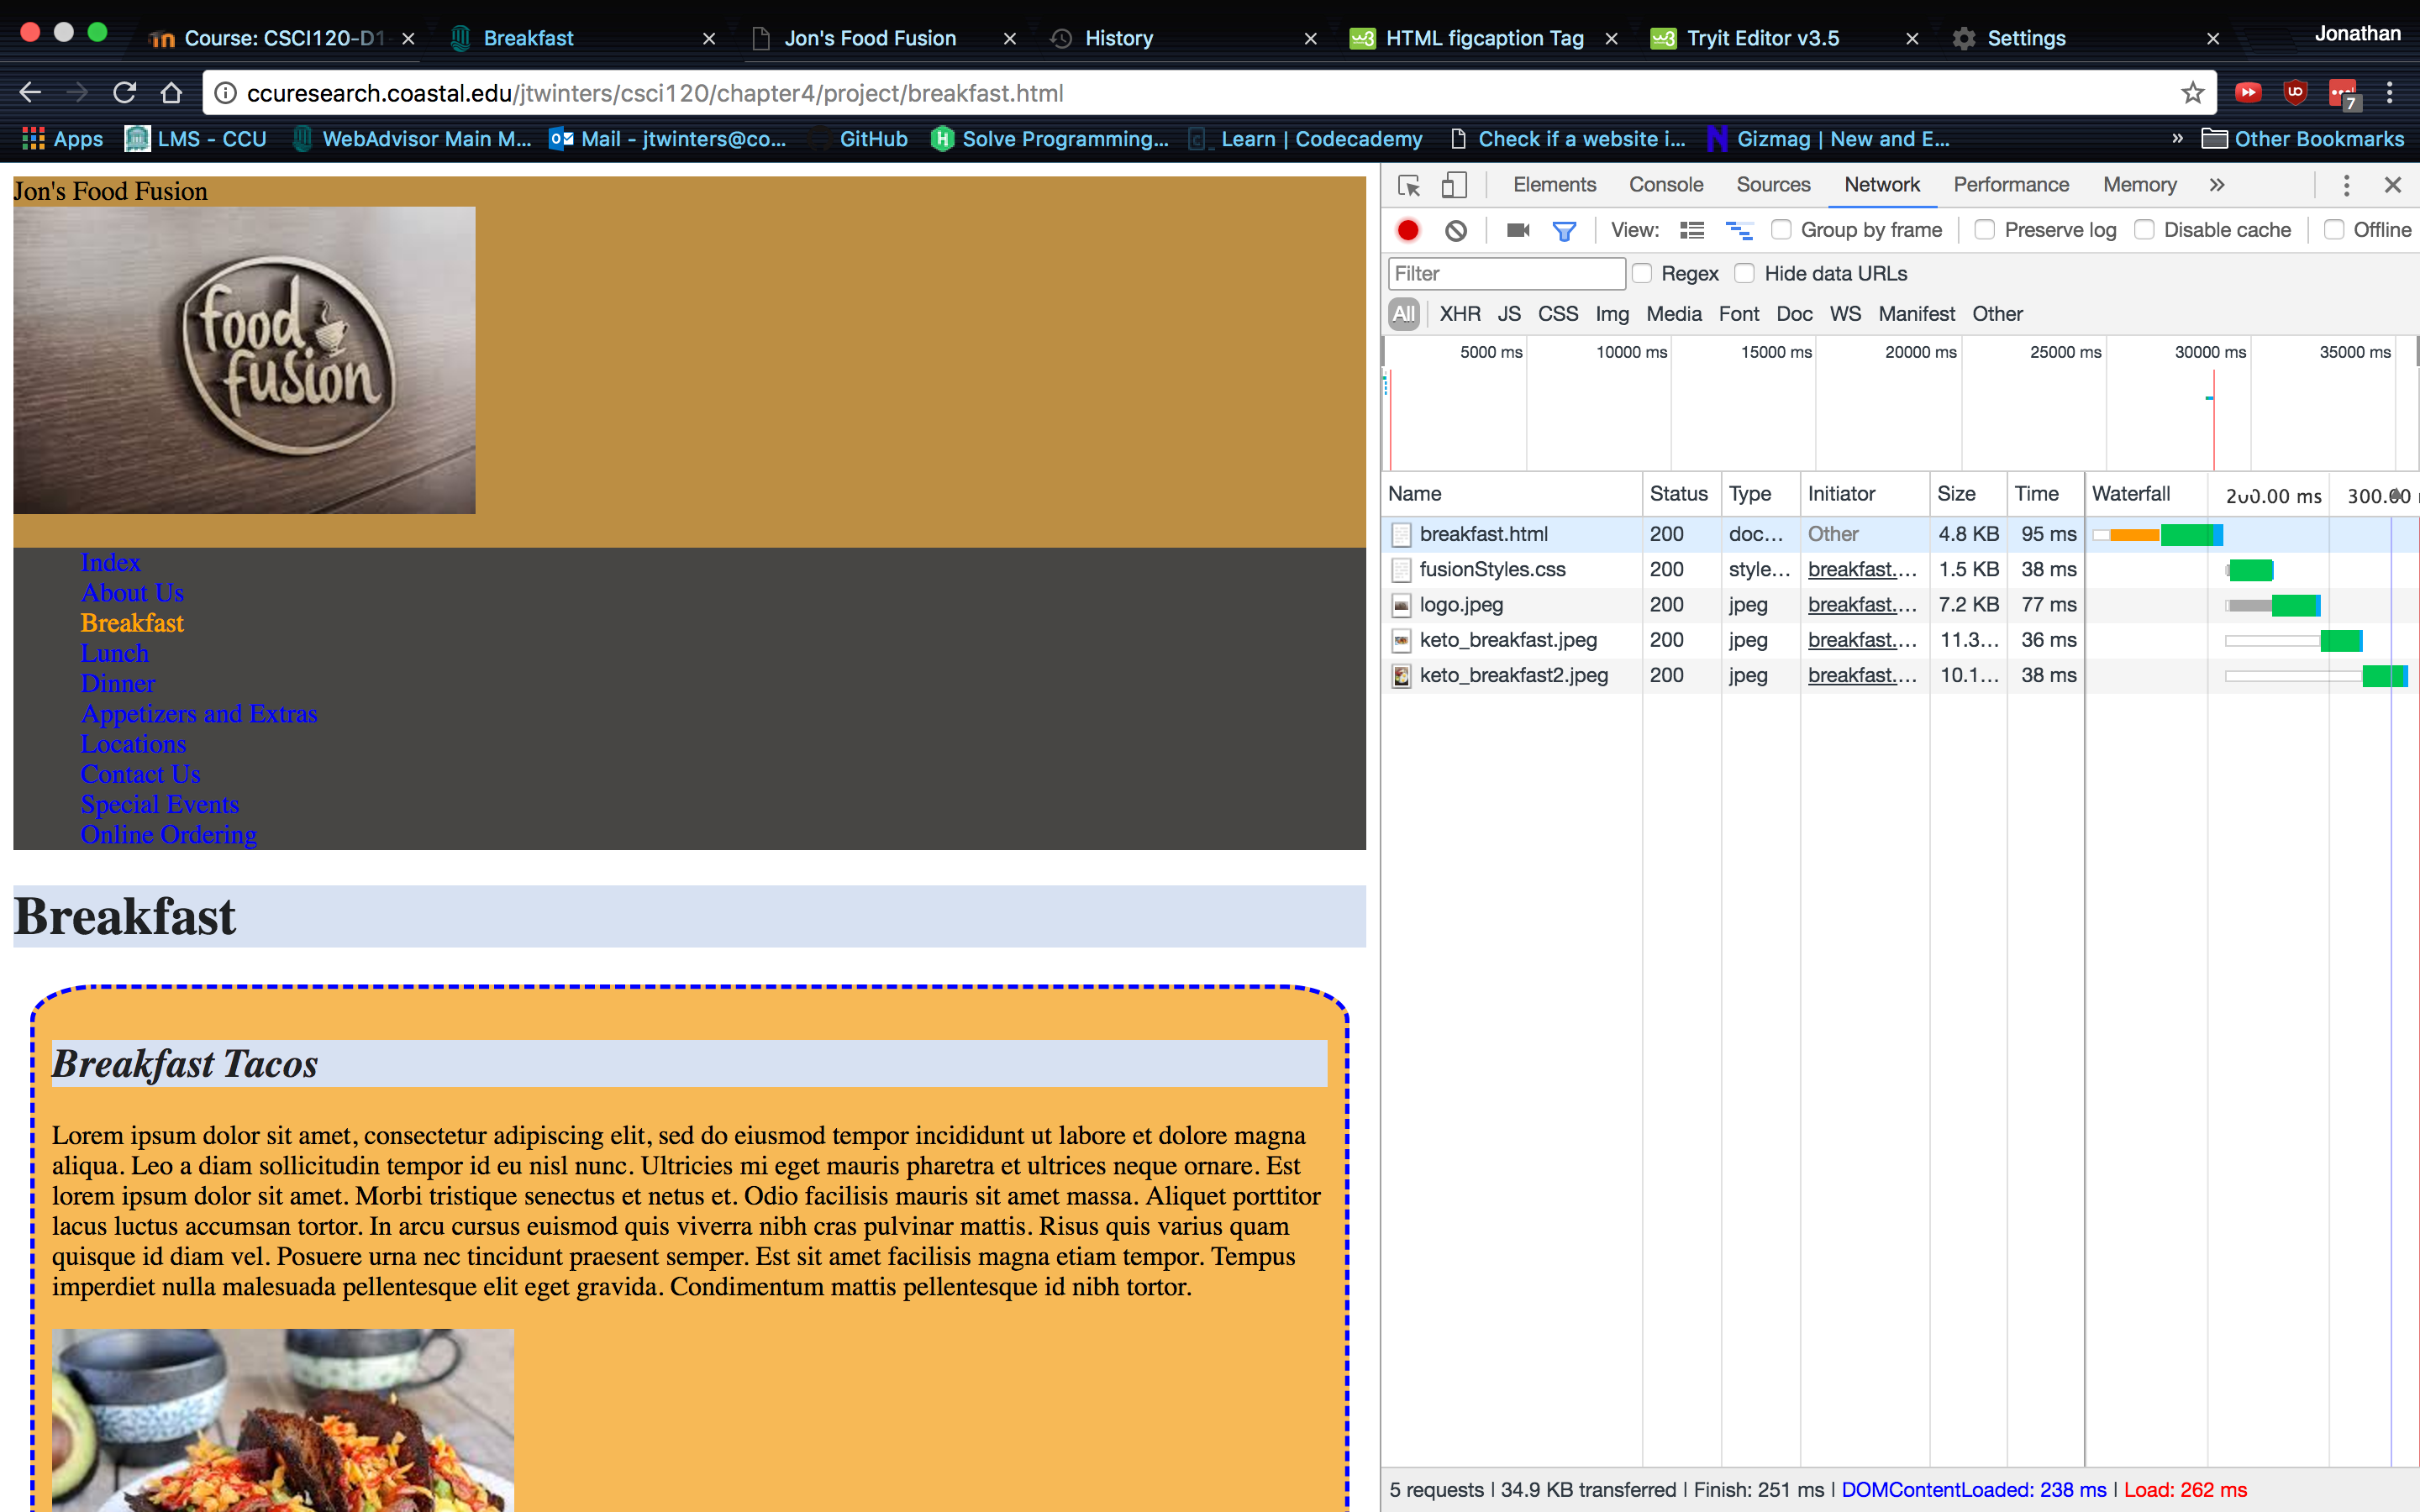 Course: CSCI120-D1
Breakfast
Jon's Food Fusion
History
HTML figcaption Tag
Tryit Editor v3.5
Settings
Jonathan
ccuresearch.coastal.edu/jtwinters/csci120/chapter4/project/breakfast.html
7
Apps
LMS - CCU
WebAdvisor Main M...
Mail - jtwinters@co...
GitHub
Solve Programming...
Learn | Codecademy
Check if a website i...
Gizmag | New and E...
» Other Bookmarks
Jon's Food Fusion
food
fusion
Index
About Us
Breakfast
Lunch
Dinner
Appetizers and Extras
Locations
Contact Us
Special Events
Online Ordering
Breakfast
Breakfast Tacos
Lorem ipsum dolor sit amet, consectetur adipiscing elit, sed do eiusmod tempor incididunt ut labore et dolore magna
aliqua. Leo a diam sollicitudin tempor id eu nisl nunc. Ultricies mi eget mauris pharetra et ultrices neque ornare. Est
lorem ipsum dolor sit amet. Morbi tristique senectus et netus et. Odio facilisis mauris sit amet massa. Aliquet porttitor
lacus luctus accumsan tortor. In arcu cursus euismod quis viverra nibh cras pulvinar mattis. Risus quis varius quam
quisque id diam vel. Posuere urna nec tincidunt praesent semper. Est sit amet facilisis magna etiam tempor. Tempus
imperdiet nulla malesuada pellentesque elit eget gravida. Condimentum mattis pellentesque id nibh tortor.
Elements Console Sources Network Performance Memory »
View: Group by frame Preserve log Disable cache Offline
Filter Regex Hide data URLs
All XHR JS CSS Img Media Font Doc WS Manifest Other
5000 ms 10000 ms 15000 ms 20000 ms 25000 ms 30000 ms 35000 ms
Name Status Type Initiator Size Time Waterfall 200.00 ms 300.00
breakfast.html 200 doc... Other 4.8 KB 95 ms
fusionStyles.css 200 style... breakfast.... 1.5 KB 38 ms
logo.jpeg 200 jpeg breakfast.... 7.2 KB 77 ms
keto_breakfast.jpeg 200 jpeg breakfast.... 11.3... 36 ms
keto_breakfast2.jpeg 200 jpeg breakfast.... 10.1... 38 ms
5 requests | 34.9 KB transferred | Finish: 251 ms | DOMContentLoaded: 238 ms | Load: 262 ms